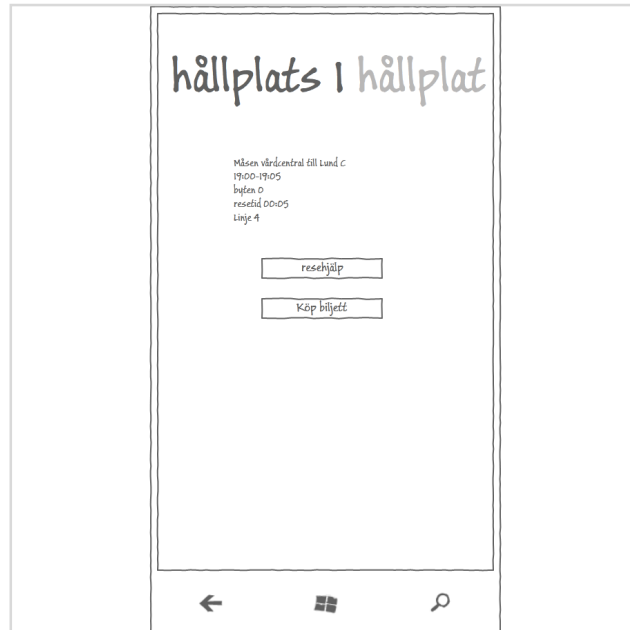 hållplats 1 hållplat
Måsen vårdcentral till Lund C
19:00-19:05
byten 0
resetid 00:05
Linje 4
resehjälp
Köp biljett